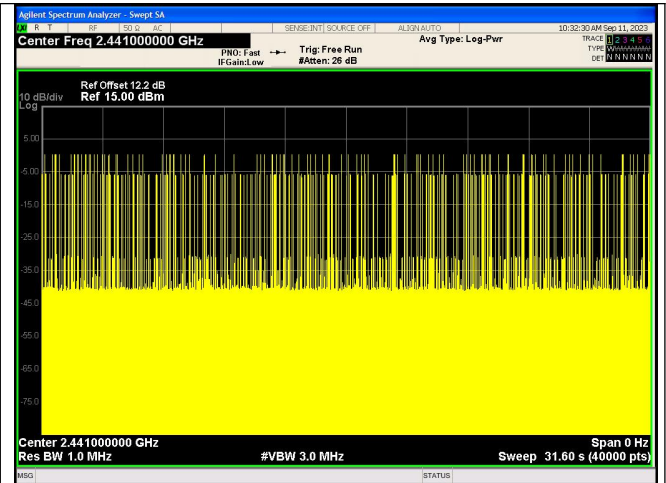 Agilent Spectrum Analyzer - Swept SA
R T RF 50 Ω AC SENSE:INT SOURCE OFF ALIGN AUTO 10:32:30 AM Sep 11, 2023
Center Freq 2.441000000 GHz Avg Type: Log-Pwr TRACE 1 2 3 4 5 6
PNO: Fast Trig: Free Run TYPE W
IFGain:Low #Atten: 26 dB DET N N N N N N
Ref Offset 12.2 dB
10 dB/div Ref 15.00 dBm
Log
5.00
-5.00
-15.0
-25.0
-35.0
-45.0
-55.0
-65.0
-75.0
Center 2.441000000 GHz Span 0 Hz
Res BW 1.0 MHz #VBW 3.0 MHz Sweep 31.60 s (40000 pts)
MSG STATUS